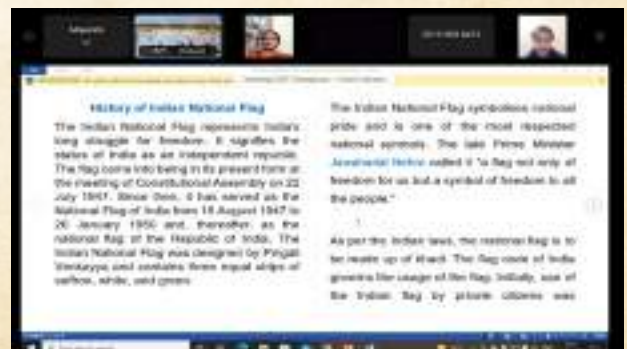 History of Indian National Flag
The Indian National Flag represents India's
long struggle for freedom. It signifies the
status of India as an independent republic.
The flag came into being in its present form at
the meeting of Constitutional Assembly on 22
July 1947. Since then, it has served as the
National Flag of India from 15 August 1947 to
26 January 1950 and, thereafter, as the
national flag of the Republic of India. The
Indian National Flag was designed by Pingali
Venkayya and contains three equal strips of
saffron, white, and green.
The Indian National Flag symbolises national
pride and is one of the most respected
national symbols. The late Prime Minister
Jawaharlal Nehru called it "a flag not only of
freedom for us but a symbol of freedom to all
the people."
As per the Indian laws, the national flag is to
be made up of khadi. The flag code of India
governs the usage of the flag. Initially, use of
the Indian flag by private citizens was